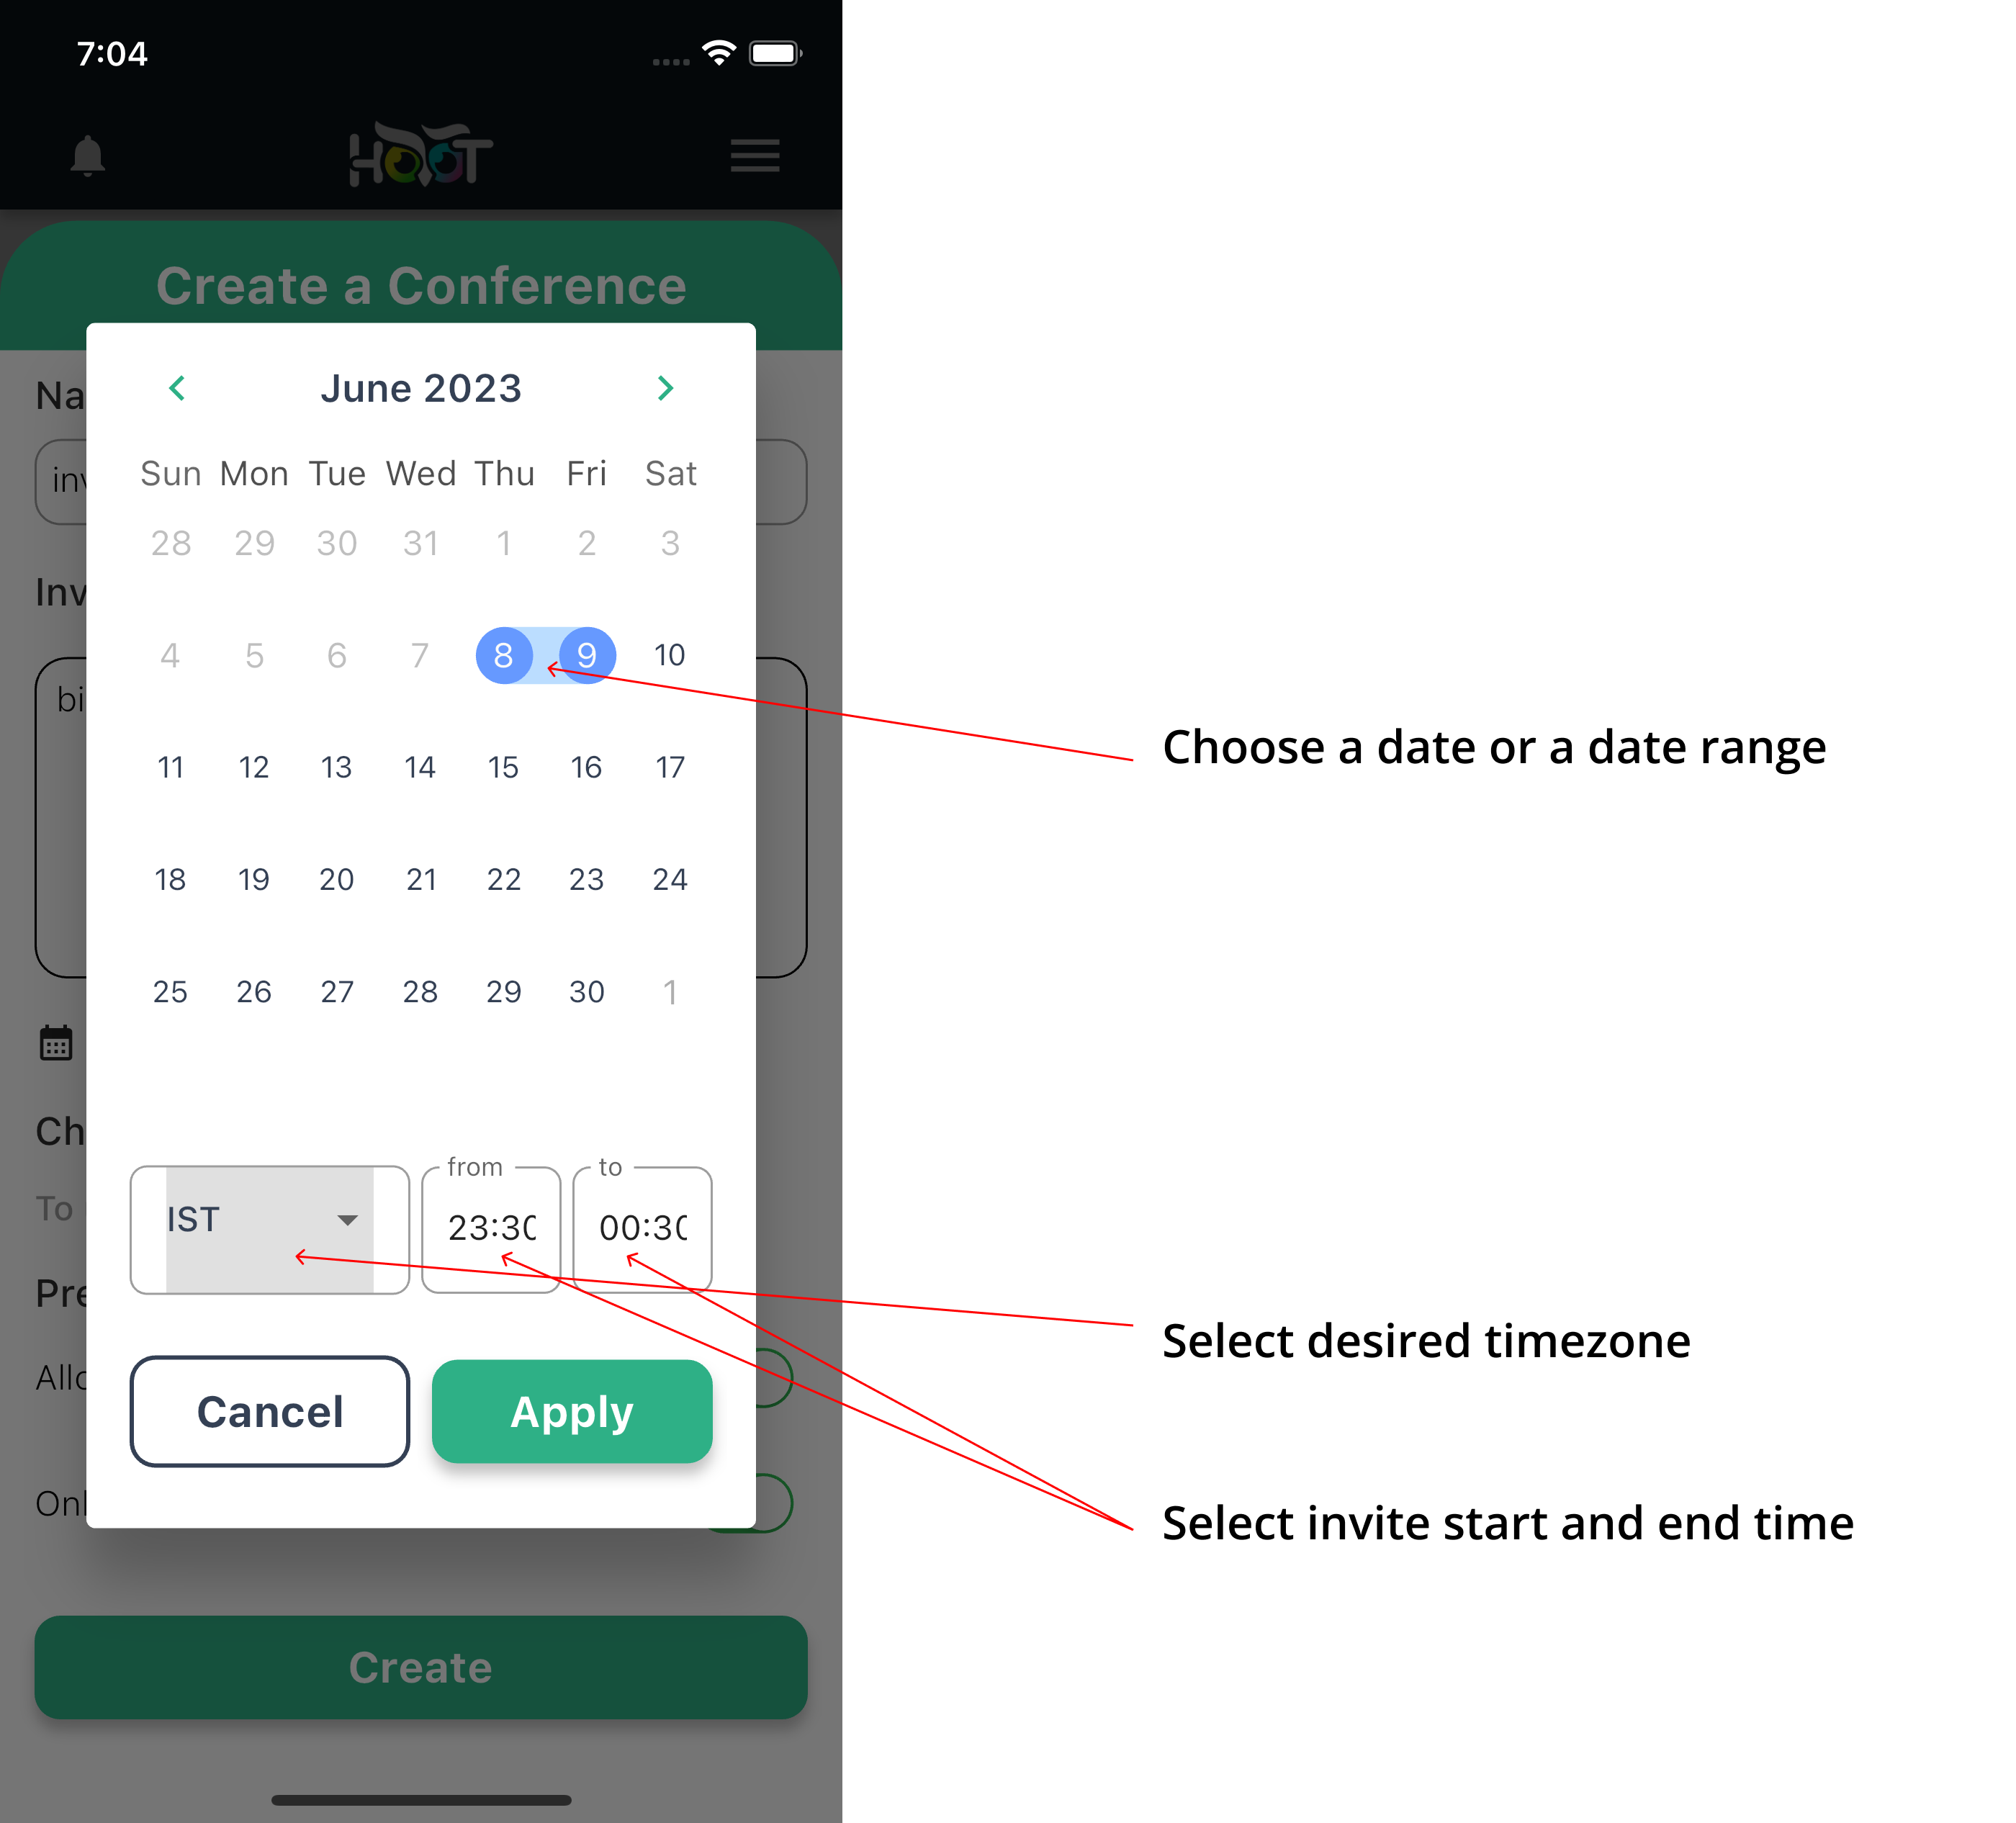 7:04
HOOT
Create a Conference
Na
June 2023
Sun Mon Tue Wed Thu Fri Sat
inv
28 29 30 31 1 2 3
Inv
4 5 6 7 8 9 10
bi
Choose a date or a date range
11 12 13 14 15 16 17
18 19 20 21 22 23 24
25 26 27 28 29 30 1
Ch
from to
To
IST 23:30 00:30
Pre
Select desired timezone
Allo
Cancel Apply
Onl
Select invite start and end time
Create